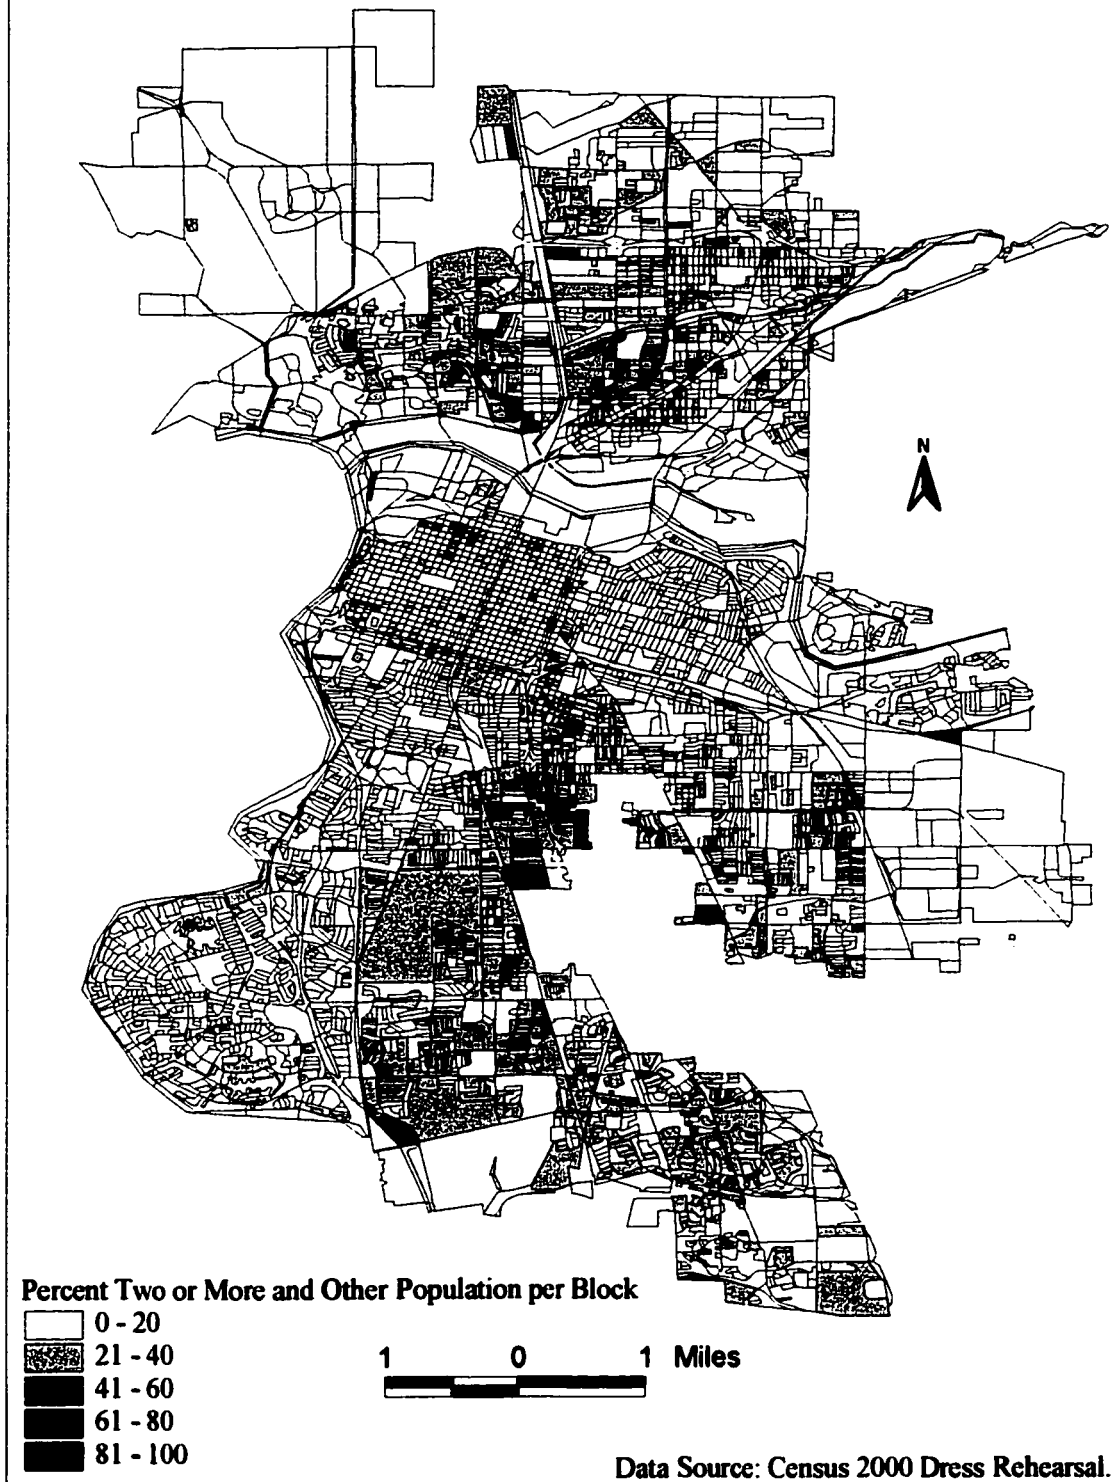 N
Percent Two or More and Other Population per Block
0 - 20
21 - 40
41 - 60
61 - 80
81 - 100
1 0 1 Miles
Data Source: Census 2000 Dress Rehearsal.